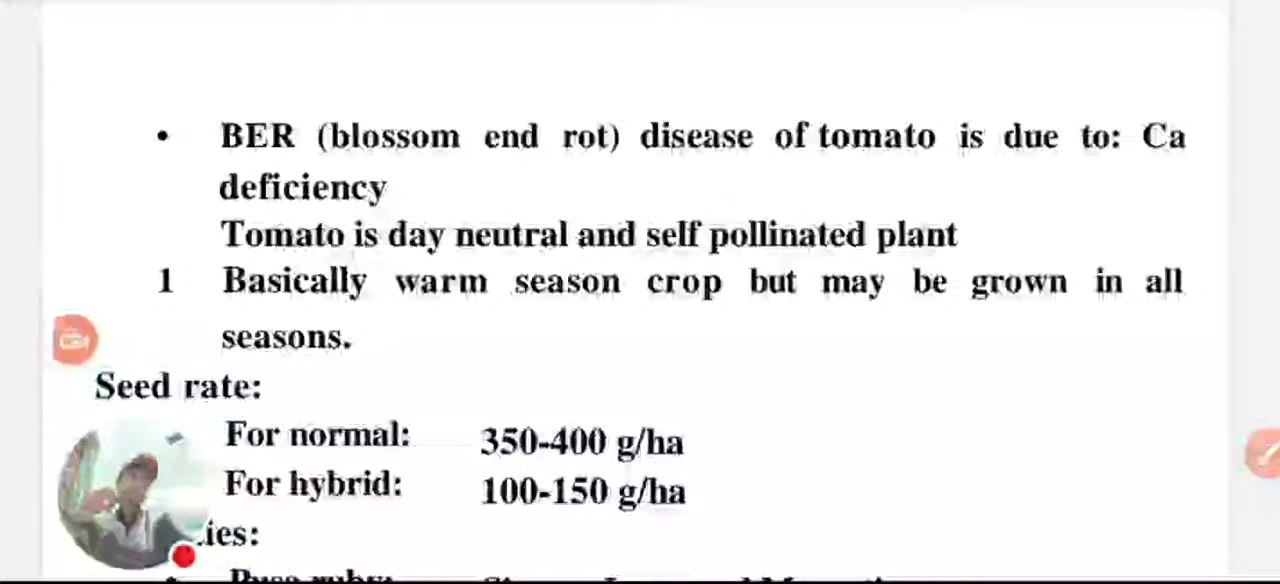 • BER (blossom end rot) disease of tomato is due to: Ca
deficiency
Tomato is day neutral and self pollinated plant
1 Basically warm season crop but may be grown in all
seasons.
Seed rate:
For normal: 350-400 g/ha
For hybrid: 100-150 g/ha
ies: